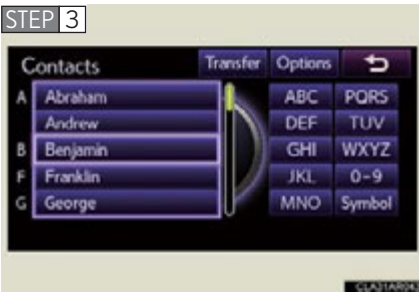 STEP 3
Contacts Transfer Options
A Abraham ABC PQRS
Andrew DEF TUV
B Benjamin GHI WXYZ
F Franklin JKL 0-9
G George MNO Symbol
CLA31AR04